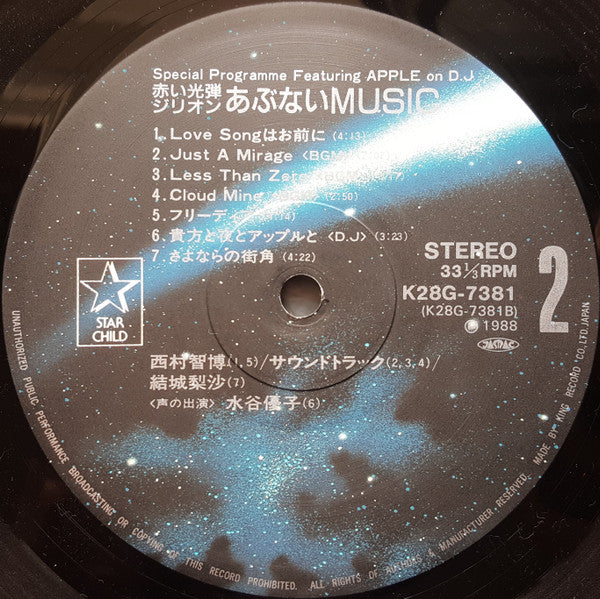 Special Programme Featuring APPLE on D.J
赤い光弾
ジリオン あぶないMUSIC
1. Love Songはお前に (4:13)
2. Just A Mirage <BGM>
3. Less Than Zero
4. Cloud Mine (2:50)
5. フリーデ
6. 貴方と夜とアップルと <D.J> (3:23)
7. さよならの街角 (4:22)
STAR
CHILD
STEREO
33⅓RPM
K28G-7381
(K28G-7381B)
℗ 1988
JASRAC
2
西村智博(1,5)/サウンドトラック(2,3,4)/
結城梨沙(7)
<声の出演> 水谷優子(6)
UNAUTHORIZED PUBLIC PERFORMANCE BROADCASTING OR COPYING OF THIS RECORD PROHIBITED. ALL RIGHTS OF AUTHORS & MANUFACTURER, RESERVED. MADE BY KING RECORD CO., LTD. JAPAN